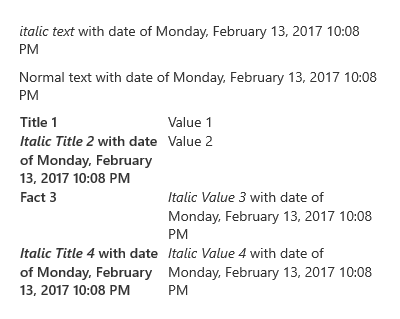 italic text with date of Monday, February 13, 2017 10:08
PM
Normal text with date of Monday, February 13, 2017 10:08
PM
Title 1 Value 1
Italic Title 2 with date Value 2
of Monday, February
13, 2017 10:08 PM
Fact 3 Italic Value 3 with date of
Monday, February 13, 2017 10:08
PM
Italic Title 4 with date Italic Value 4 with date of
of Monday, February Monday, February 13, 2017 10:08
13, 2017 10:08 PM PM